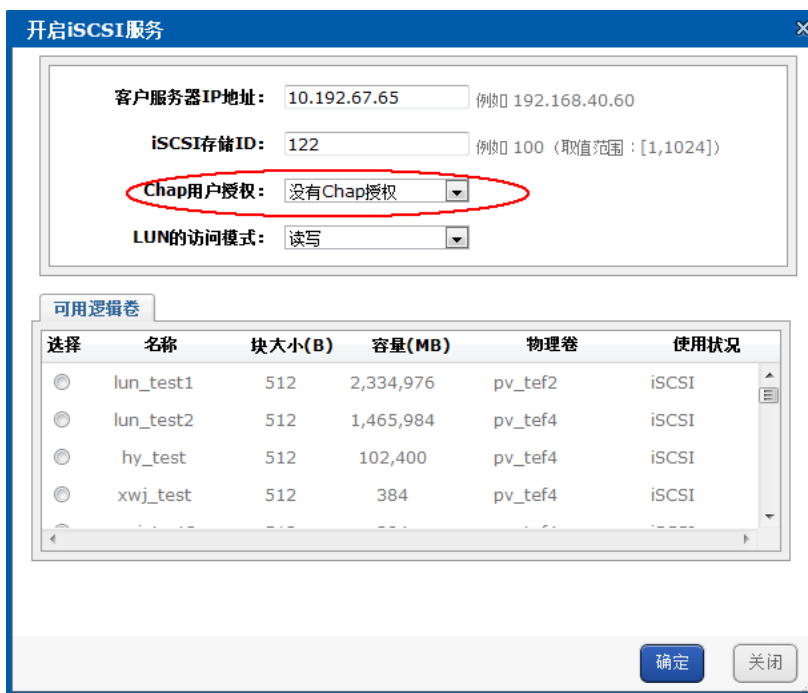 开启iSCSI服务
客户服务器IP地址： 10.192.67.65 例如 192.168.40.60
iSCSI存储ID： 122 例如 100（取值范围：[1,1024]）
Chap用户授权： 没有Chap授权
LUN的访问模式： 读写
可用逻辑卷
选择 名称 块大小(B) 容量(MB) 物理卷 使用状况
lun_test1 512 2,334,976 pv_tef2 iSCSI
lun_test2 512 1,465,984 pv_tef4 iSCSI
hy_test 512 102,400 pv_tef4 iSCSI
xwj_test 512 384 pv_tef4 iSCSI
确定 关闭